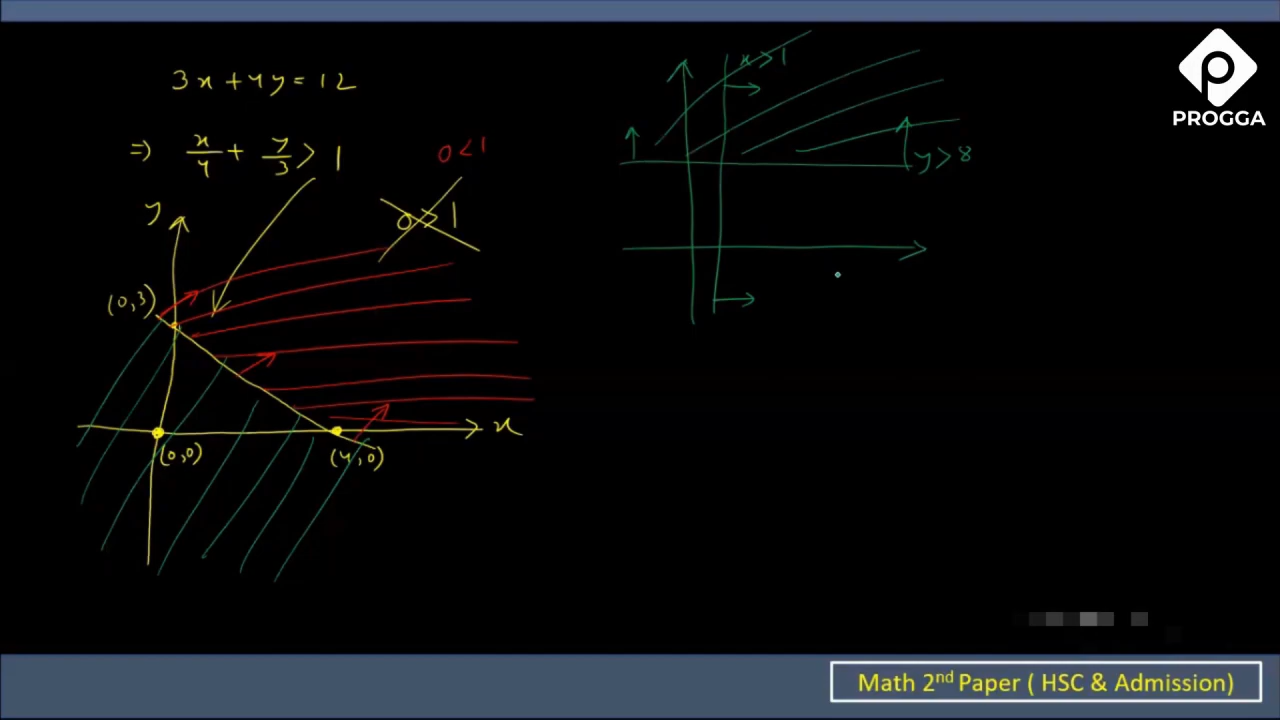 3x + 4y = 12
⇒ x/4 + y/3 > 1
0 < 1
0 > 1
y
(0,3)
(0,0)
(4,0)
x
x > 1
y > 8
PROGGA
Math 2nd Paper ( HSC & Admission)